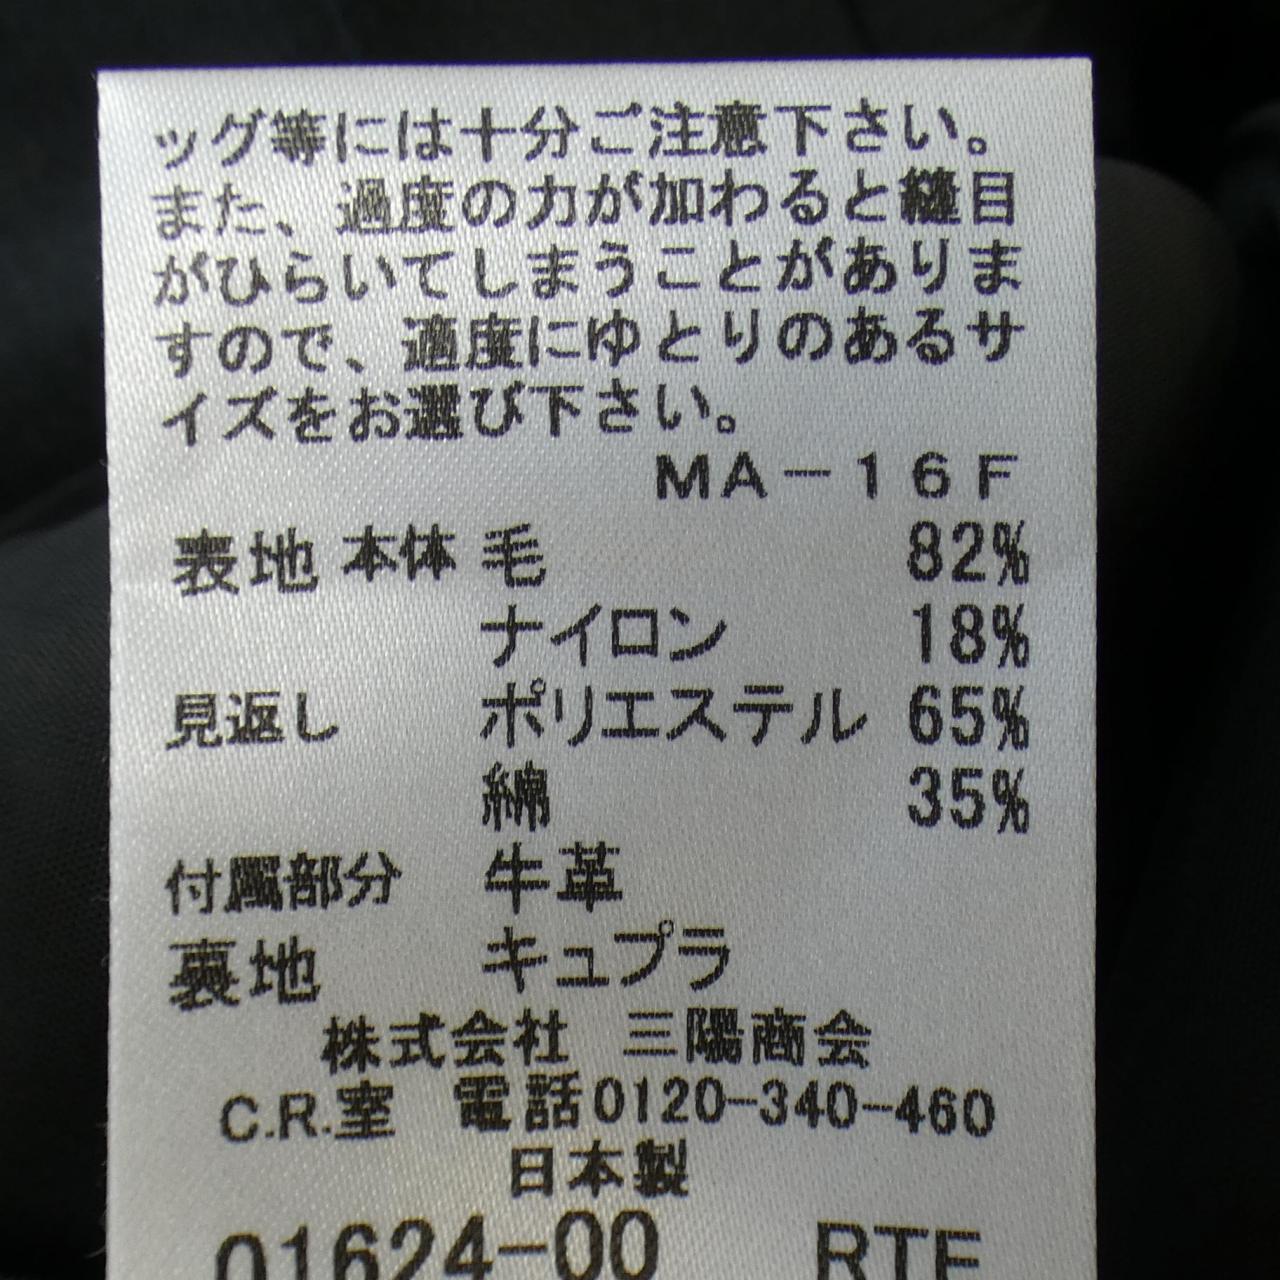 ッグ等には十分ご注意下さい。
また、過度の力が加わると縫目
がひらいてしまうことがありま
すので、適度にゆとりのあるサ
イズをお選び下さい。
MA-16F
表地 本体 毛 82%
ナイロン 18%
見返し ポリエステル 65%
綿 35%
付属部分 牛革
裏地 キュプラ
株式会社 三陽商会
C.R.室 電話0120-340-460
日本製
01624-00 RTE